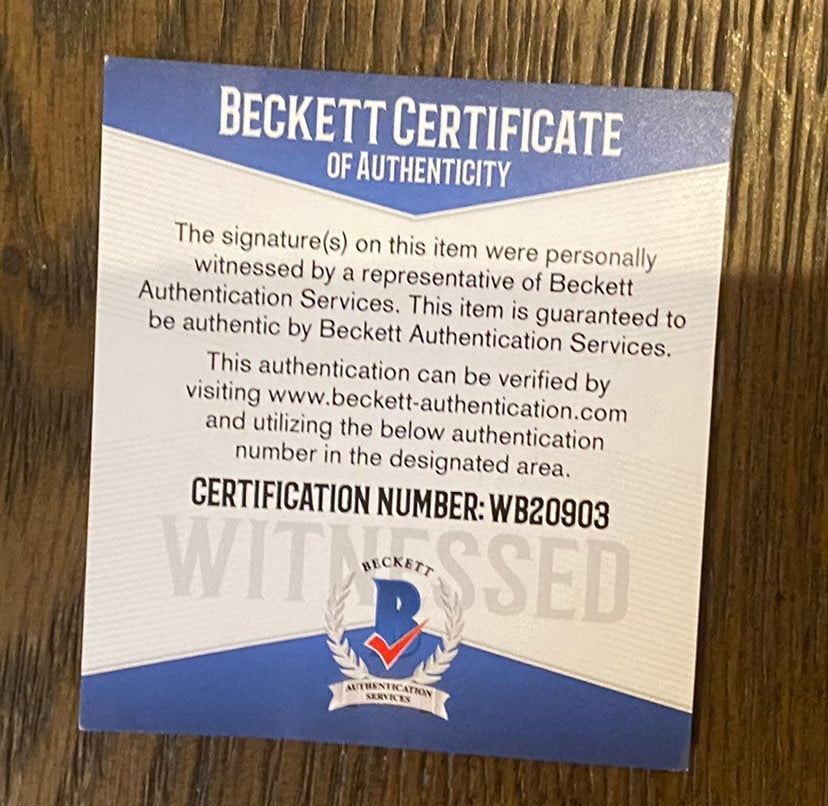 BECKETT CERTIFICATE
OF AUTHENTICITY
The signature(s) on this item were personally
witnessed by a representative of Beckett
Authentication Services. This item is guaranteed to
be authentic by Beckett Authentication Services.
This authentication can be verified by
visiting www.beckett-authentication.com
and utilizing the below authentication
number in the designated area.
CERTIFICATION NUMBER: WB20903
WITNESSED
BECKETT
B
AUTHENTICATION
SERVICES